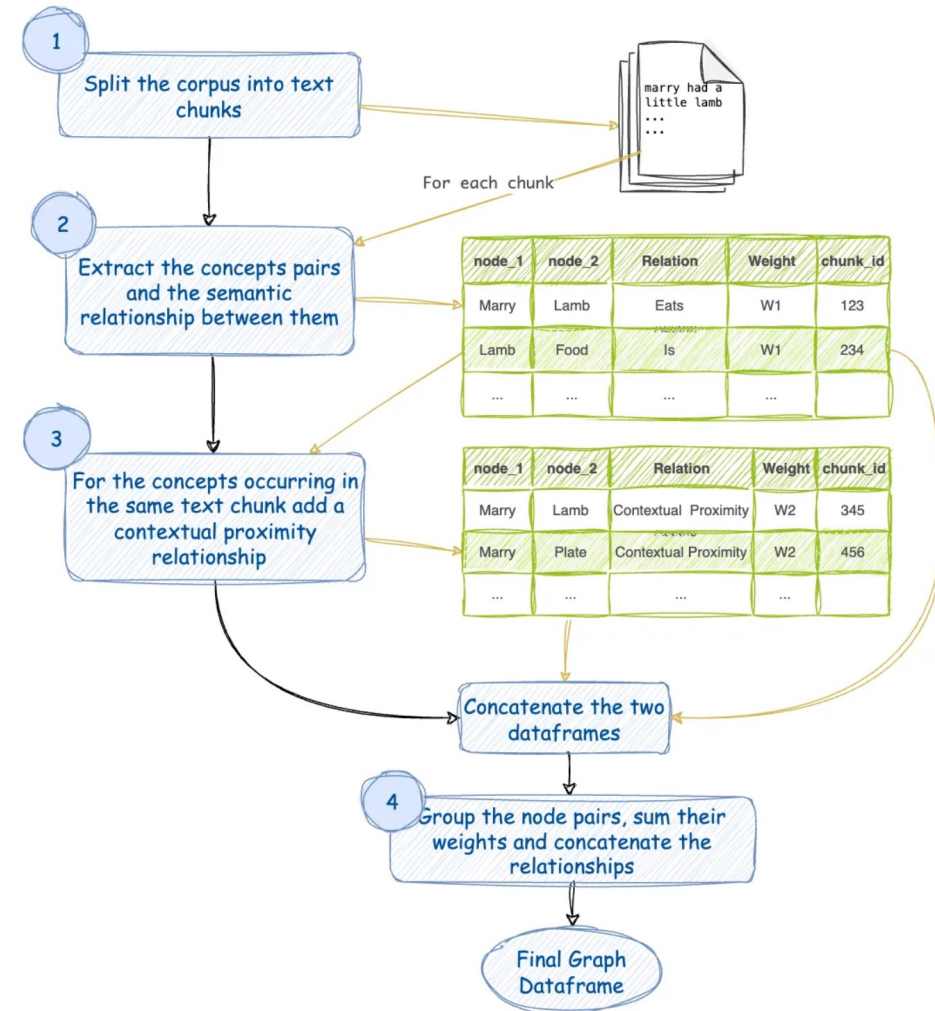 1
Split the corpus into text
chunks
marry had a
little lamb
...
...
For each chunk
2
Extract the concepts pairs
and the semantic
relationship between them
node_1 node_2 Relation Weight chunk_id
Marry Lamb Eats W1 123
Lamb Food Is W1 234
... ... ... ...
3
For the concepts occurring in
the same text chunk add a
contextual proximity
relationship
node_1 node_2 Relation Weight chunk_id
Marry Lamb Contextual Proximity W2 345
Marry Plate Contextual Proximity W2 456
... ... ... ...
Concatenate the two
dataframes
4
Group the node pairs, sum their
weights and concatenate the
relationships
Final Graph
Dataframe